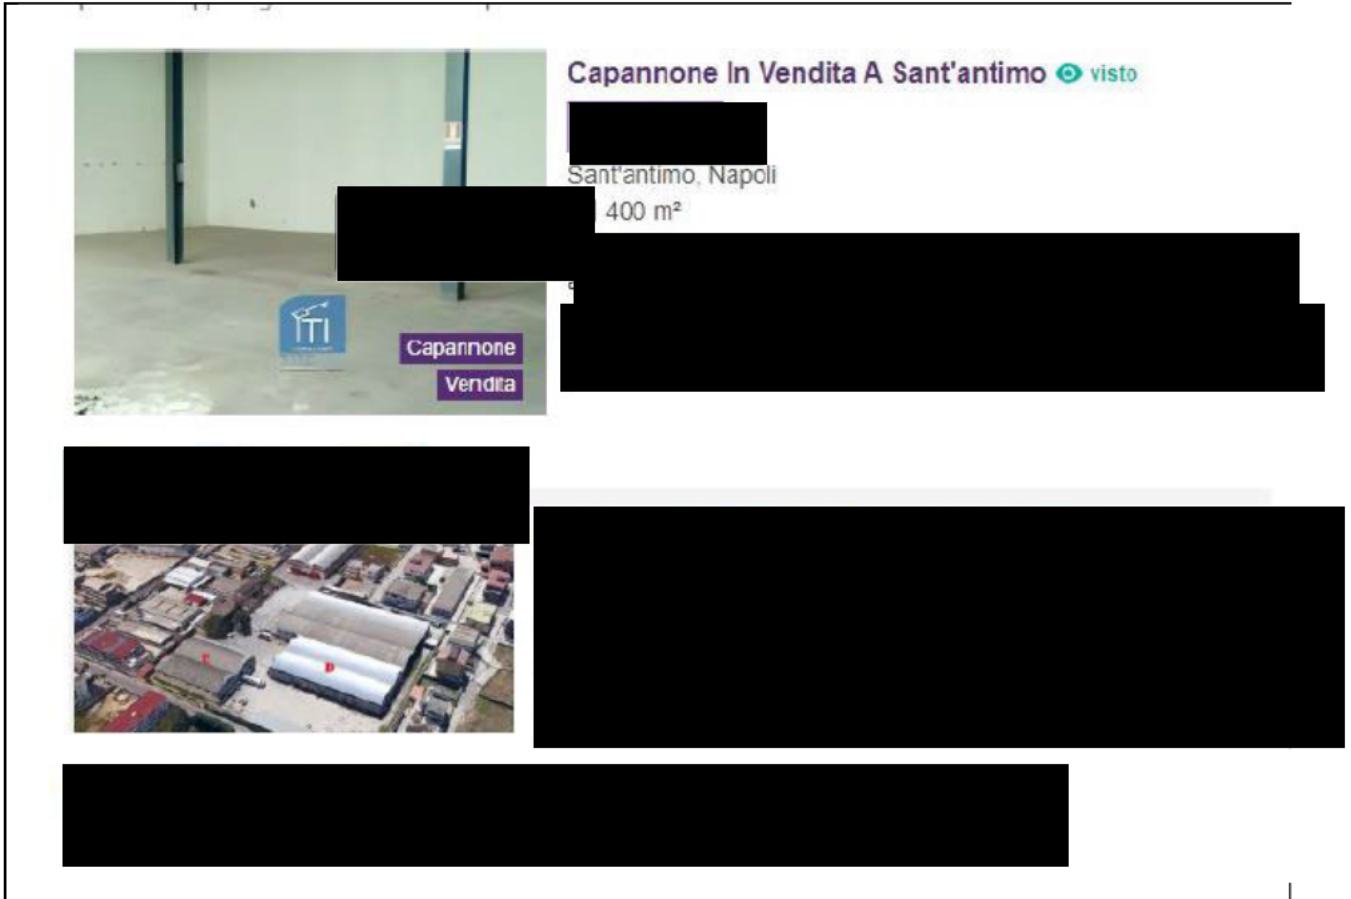 Capannone In Vendita A Sant'antimo visto
Sant'antimo, Napoli
400 m²
ITI
Capannone
Vendita
D